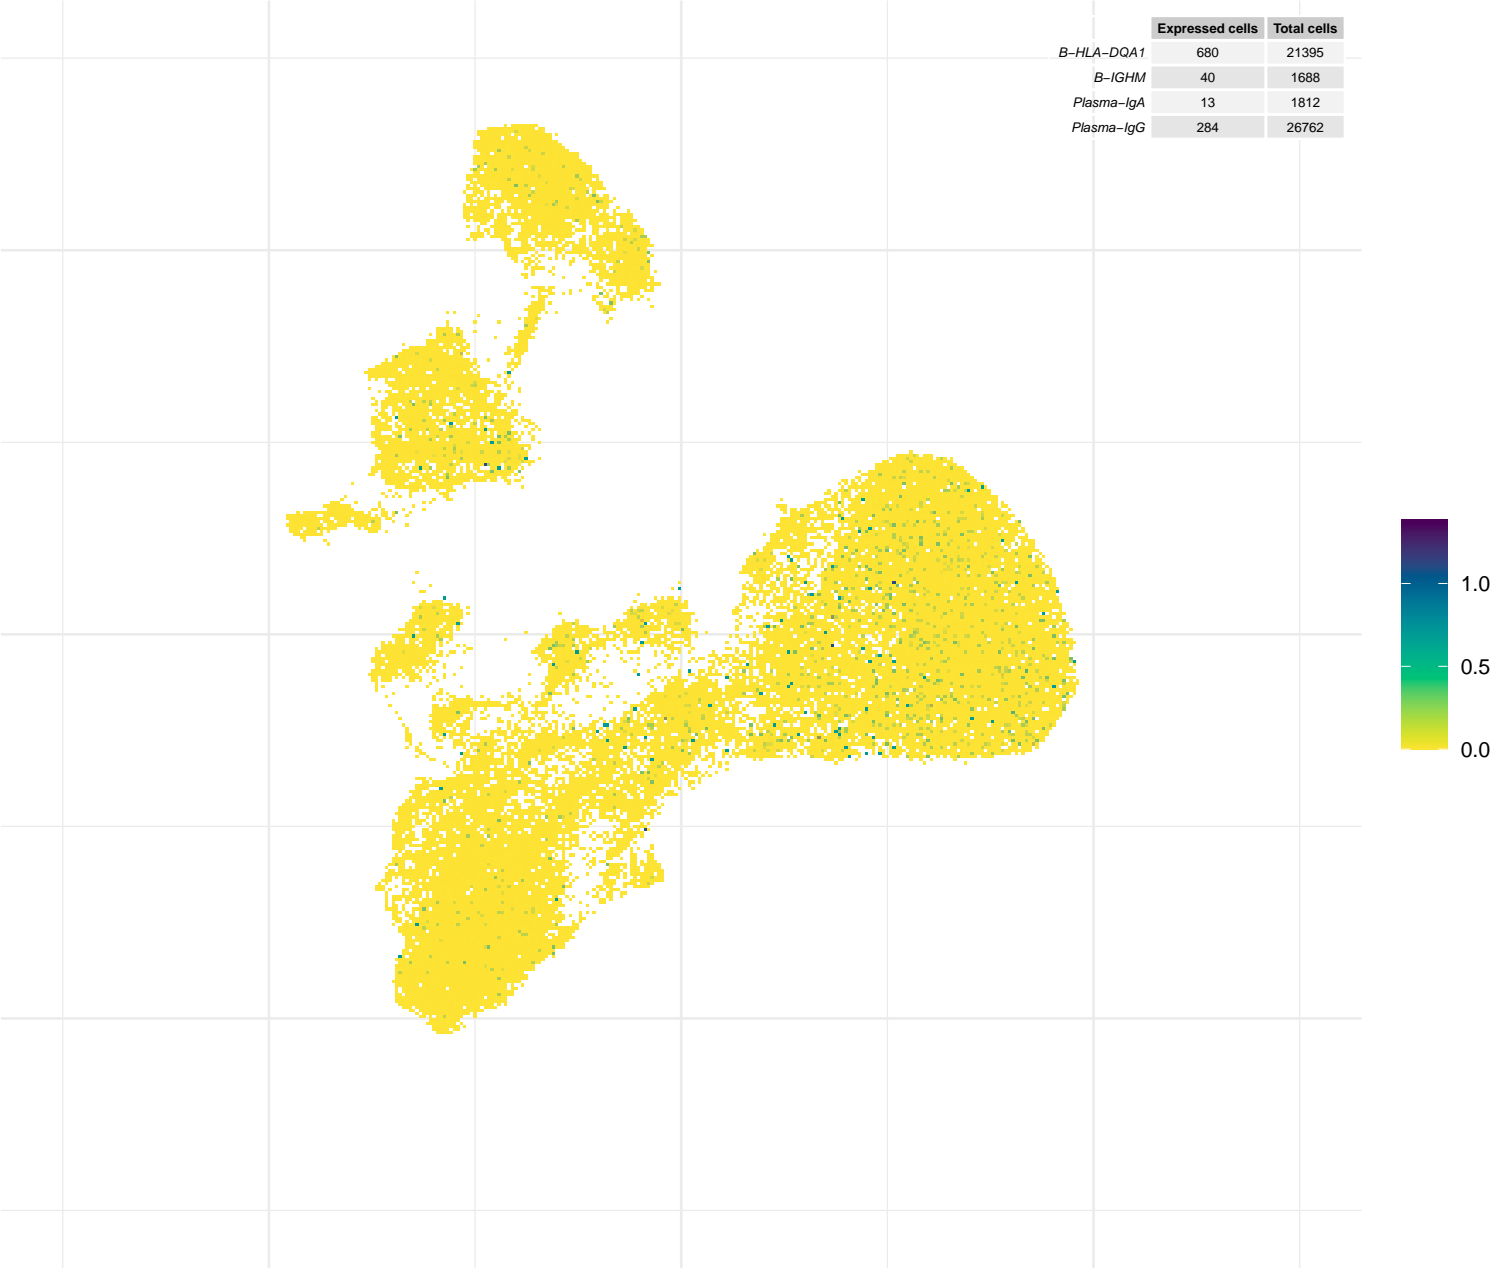 Expressed cells Total cells
B−HLA−DQA1 680 21395
B−IGHM 40 1688
Plasma−IgA 13 1812
Plasma−IgG 284 26762
1.0
0.5
0.0